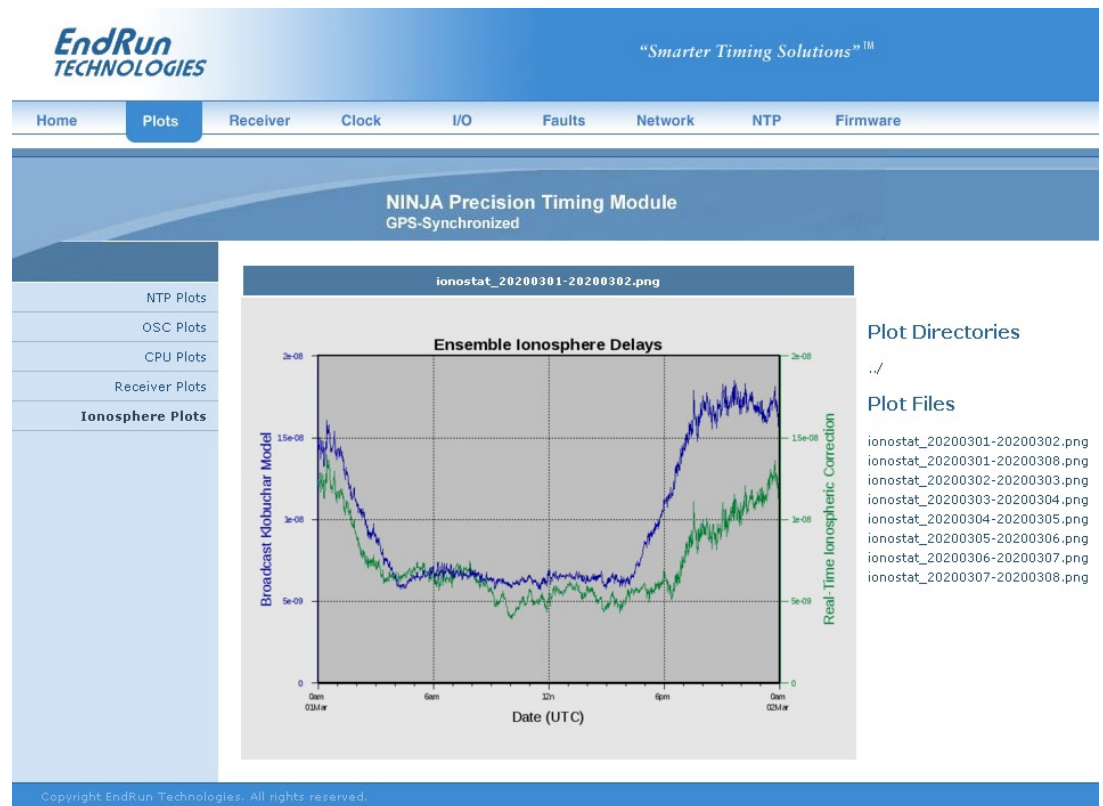 EndRun
TECHNOLOGIES
“Smarter Timing Solutions”™
Home Plots Receiver Clock I/O Faults Network NTP Firmware
NINJA Precision Timing Module
GPS-Synchronized
NTP Plots
OSC Plots
CPU Plots
Receiver Plots
Ionosphere Plots
ionostat_20200301-20200302.png
Ensemble Ionosphere Delays
2e-08
1.5e-08
1e-08
5e-09
0
Broadcast Klobuchar Model
2e-08
1.5e-08
1e-08
5e-09
0
Real-Time Ionospheric Correction
0am 6am 12n 6pm 0am
01Mar 02Mar
Date (UTC)
Plot Directories
../
Plot Files
ionostat_20200301-20200302.png
ionostat_20200301-20200308.png
ionostat_20200302-20200303.png
ionostat_20200303-20200304.png
ionostat_20200304-20200305.png
ionostat_20200305-20200306.png
ionostat_20200306-20200307.png
ionostat_20200307-20200308.png
Copyright EndRun Technologies. All rights reserved.